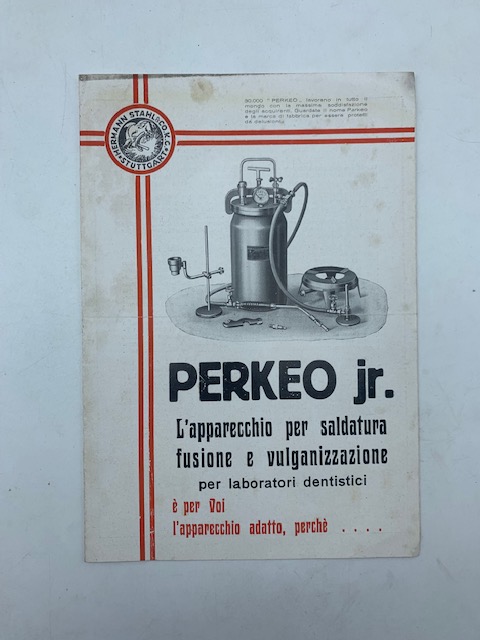 90.000 "PERKEO" lavorano in tutto il
mondo con la massima soddisfazione
degli acquirenti. Guardate il nome Perkeo
e la marca di fabbrica per essere protetti
da delusioni.
HERMANN STAHL & CO K.G.
STUTTGART
PERKEO jr.
L'apparecchio per saldatura
fusione e vulganizzazione
per laboratori dentistici
è per Voi
l'apparecchio adatto, perchè . . . .